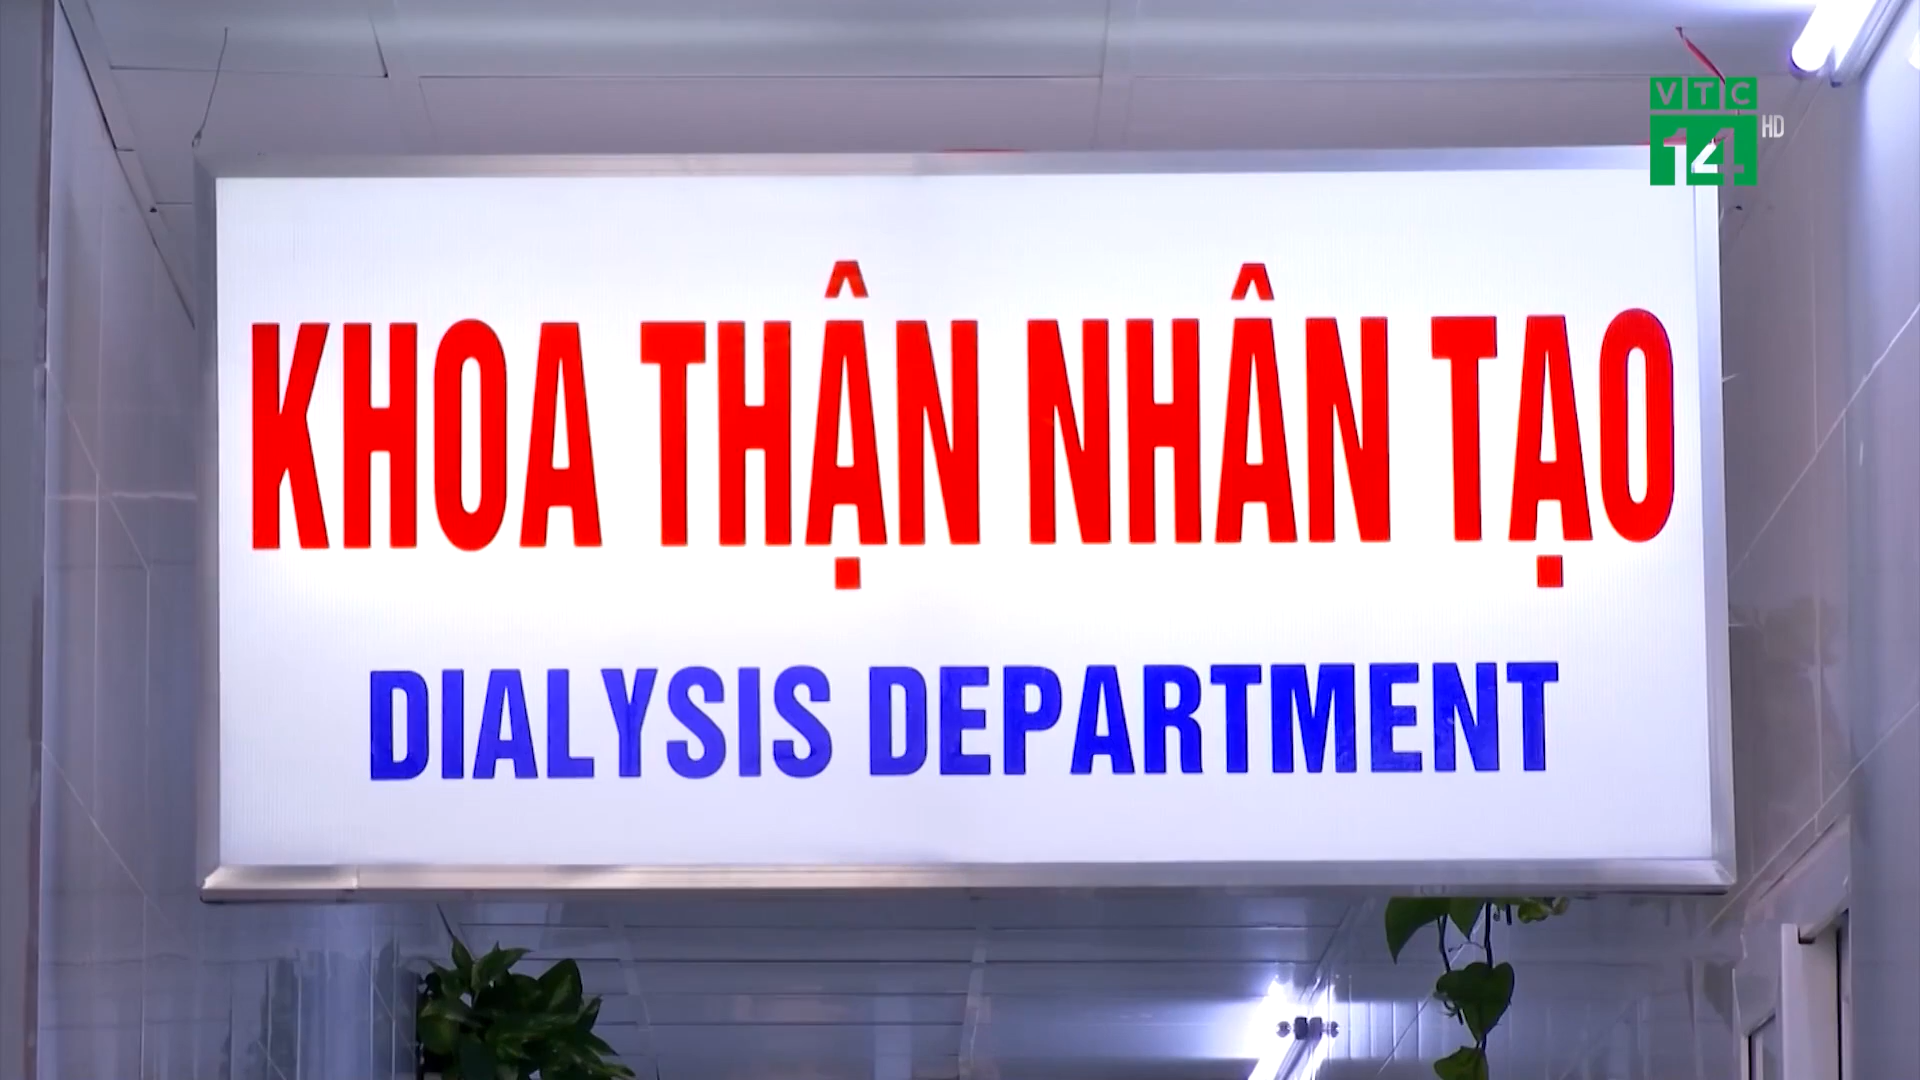 VTC
14 HD
KHOA THẬN NHÂN TẠO
DIALYSIS DEPARTMENT